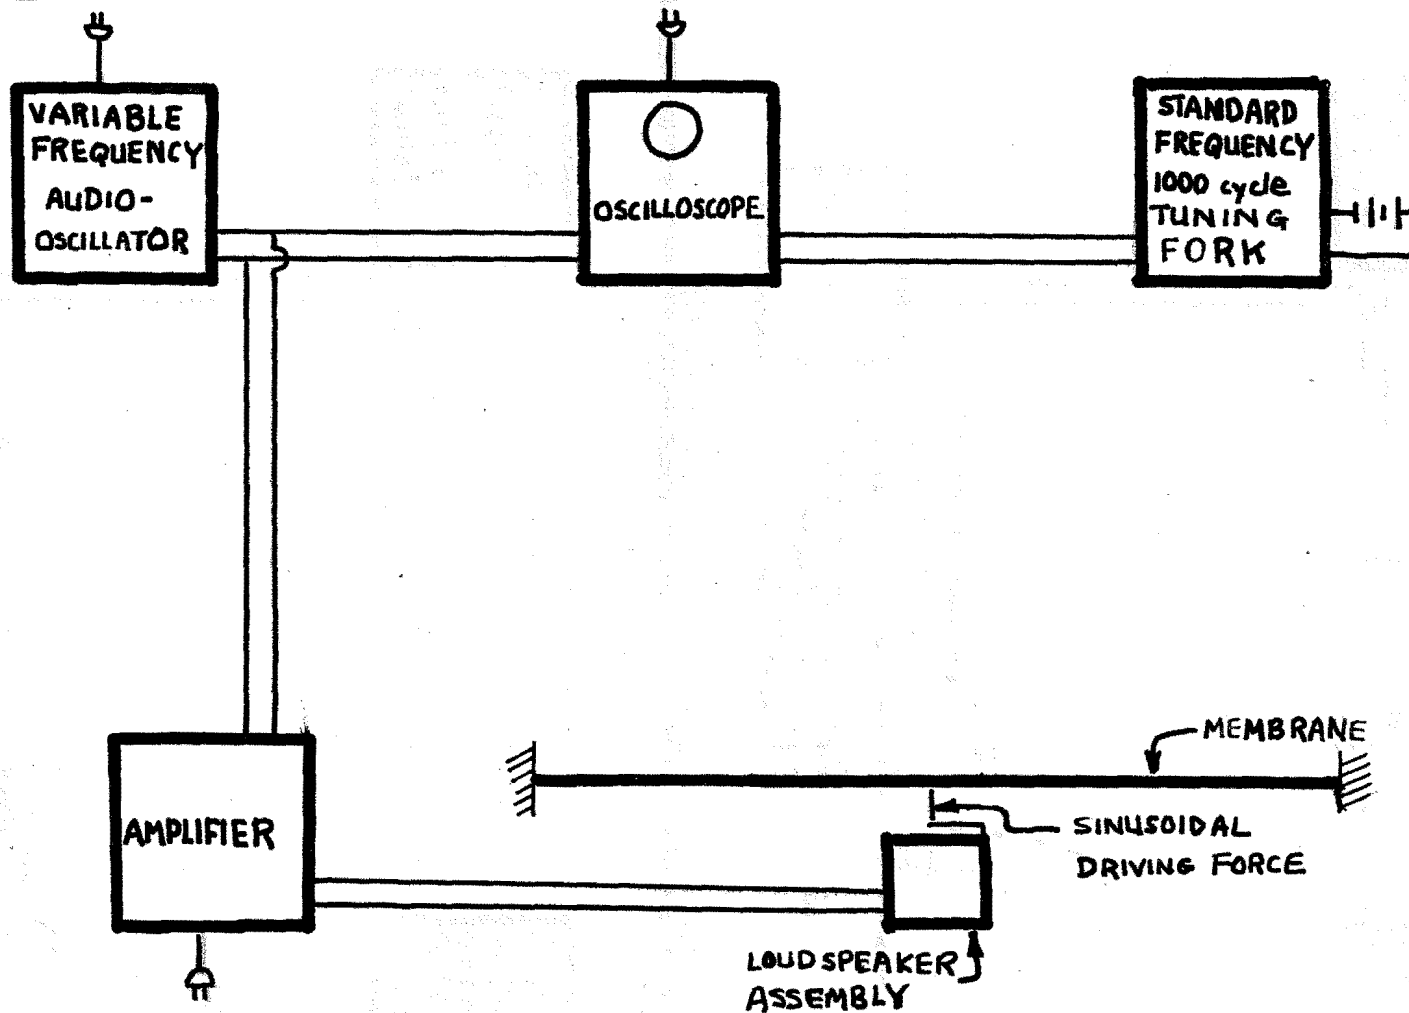 VARIABLE
FREQUENCY
AUDIO-
OSCILLATOR
OSCILLOSCOPE
STANDARD
FREQUENCY
1000 cycle
TUNING
FORK
MEMBRANE
AMPLIFIER
SINUSOIDAL
DRIVING FORCE
LOUDSPEAKER
ASSEMBLY